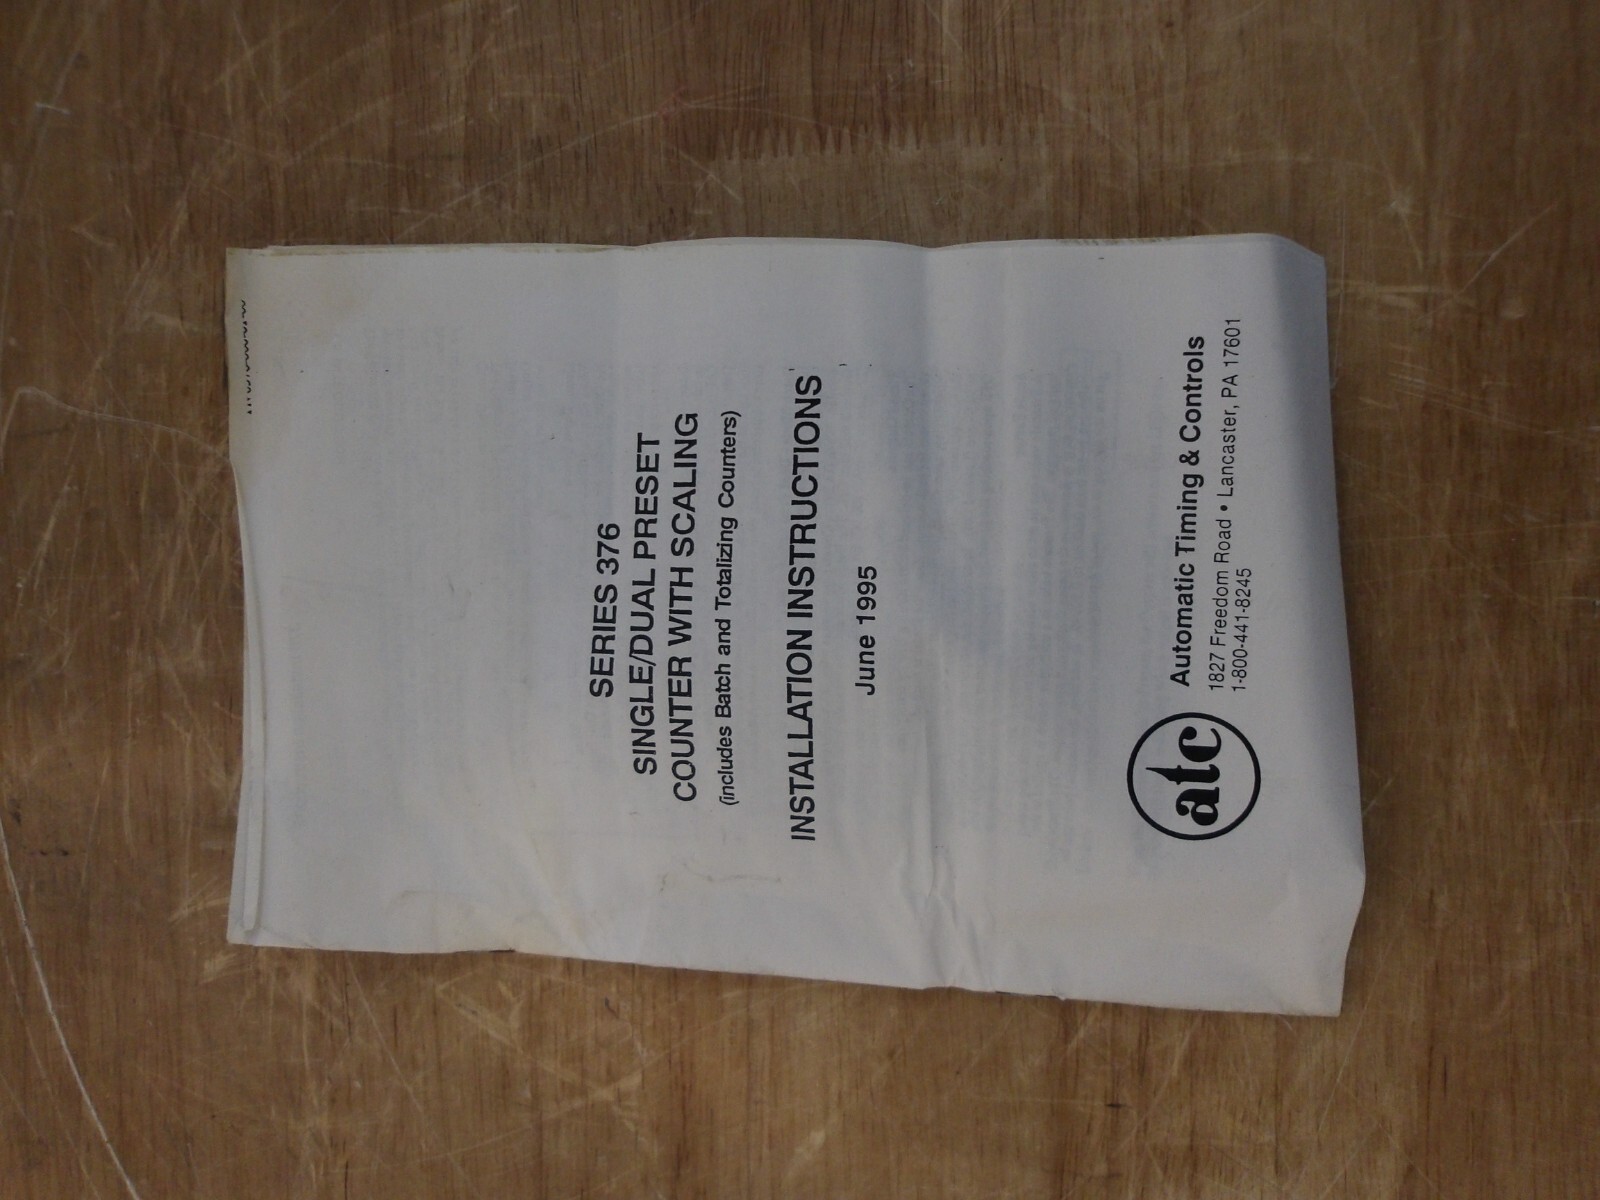 SERIES 376
SINGLE/DUAL PRESET
COUNTER WITH SCALING
(includes Batch and Totalizing Counters)
INSTALLATION INSTRUCTIONS
June 1995
atc
Automatic Timing & Controls
1827 Freedom Road • Lancaster, PA 17601
1-800-441-8245